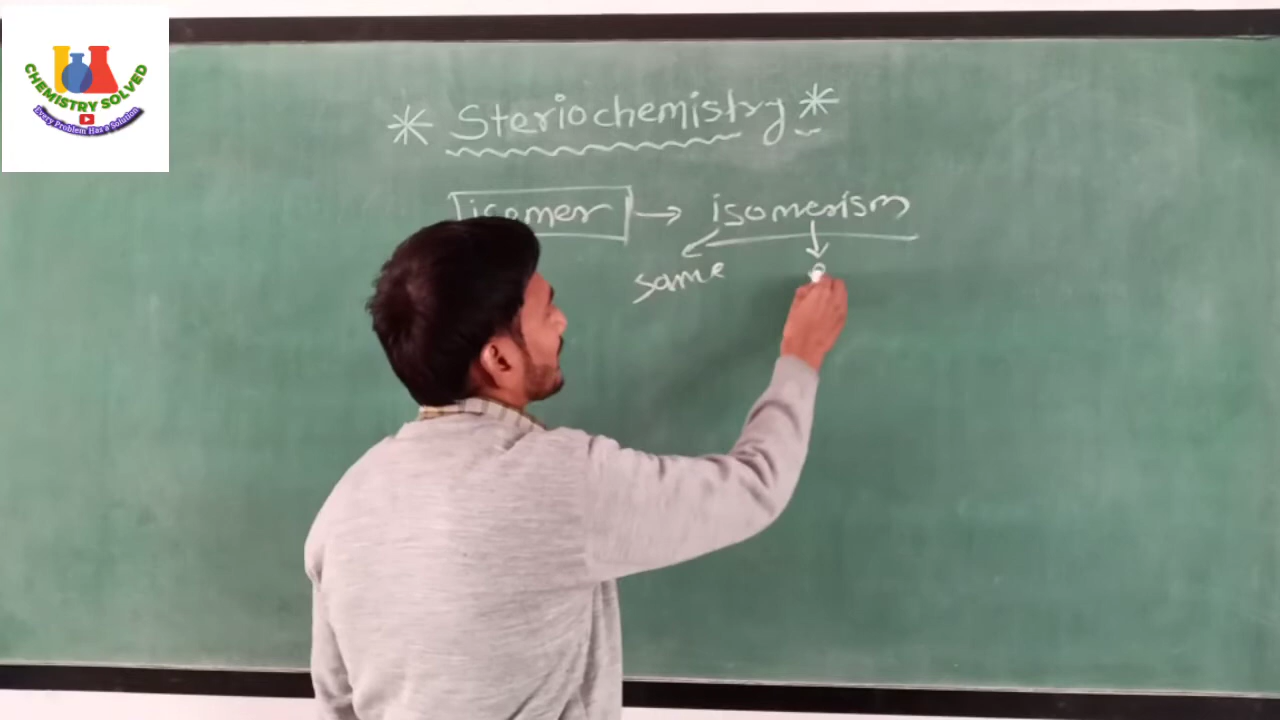 CHEMISTRY SOLVED
Every Problem Has a Solution
* Steriochemistry *
isomer → isomerism
same